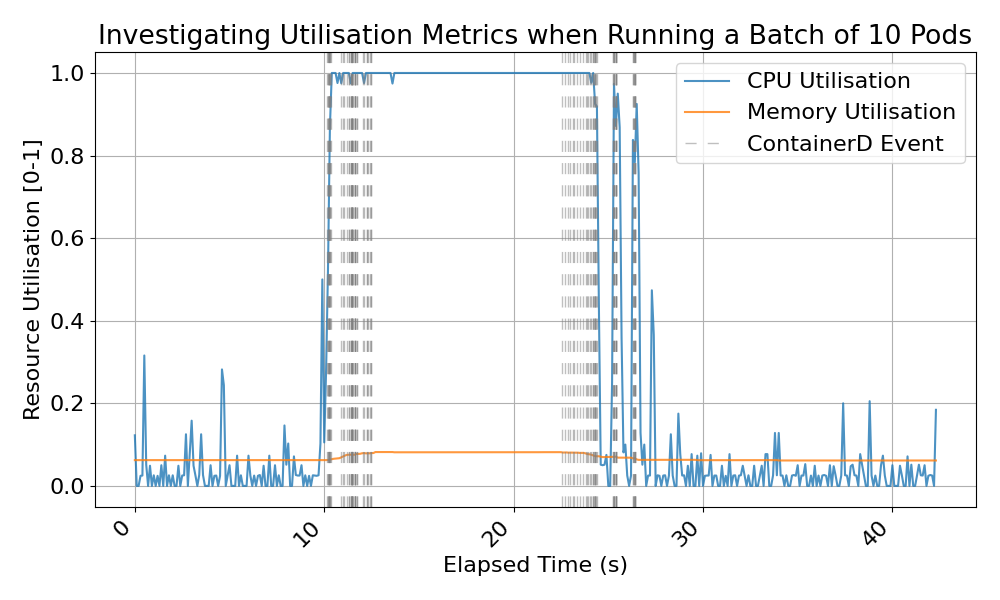 Investigating Utilisation Metrics when Running a Batch of 10 Pods
CPU Utilisation
Memory Utilisation
ContainerD Event
Resource Utilisation [0-1]
1.0
0.8
0.6
0.4
0.2
0.0
0
10
20
30
40
Elapsed Time (s)